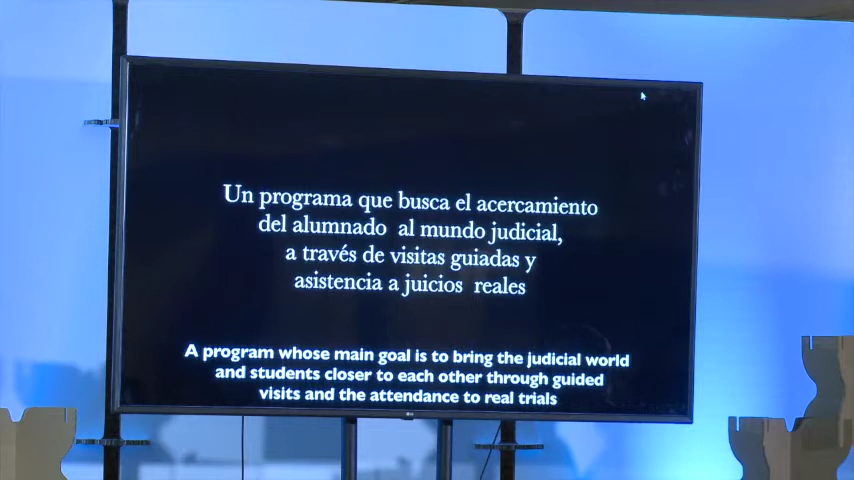 Un programa que busca el acercamiento
del alumnado al mundo judicial,
a través de visitas guiadas y
asistencia a juicios reales
A program whose main goal is to bring the judicial world
and students closer to each other through guided
visits and the attendance to real trials
LG